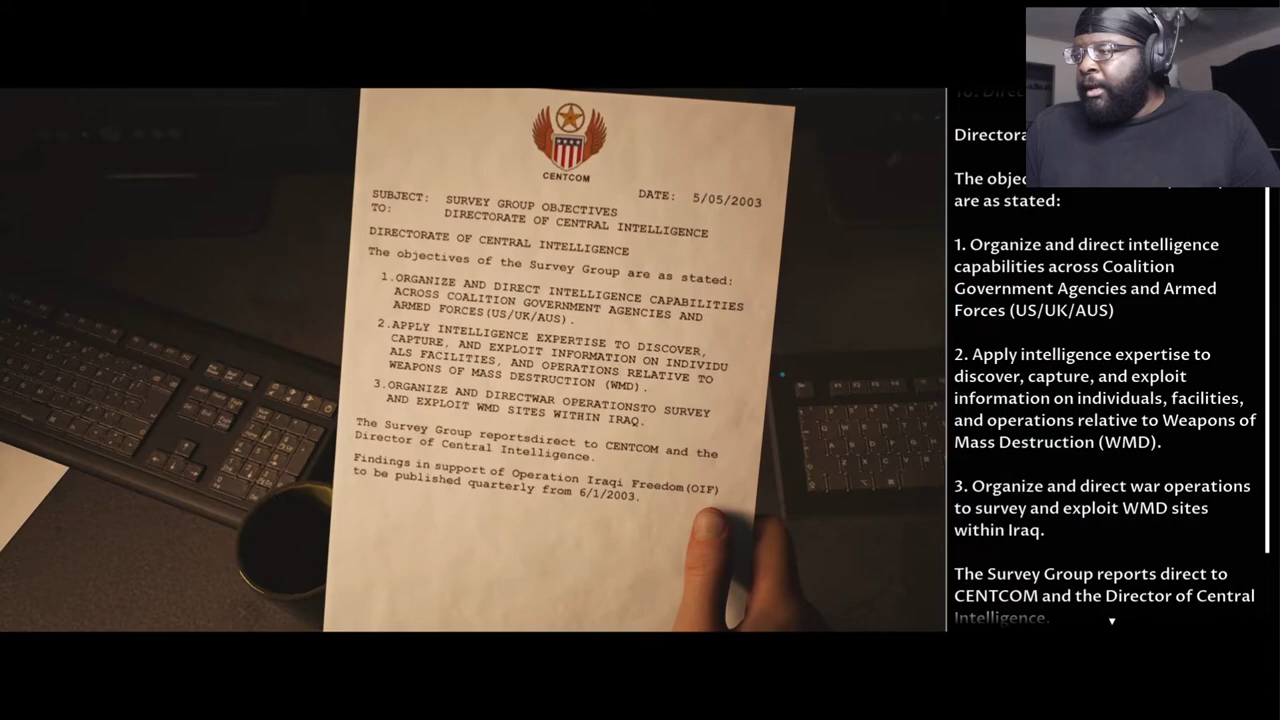 CENTCOM
DATE: 5/05/2003
SUBJECT: SURVEY GROUP OBJECTIVES
TO: DIRECTORATE OF CENTRAL INTELLIGENCE
DIRECTORATE OF CENTRAL INTELLIGENCE
The objectives of the Survey Group are as stated:
1.ORGANIZE AND DIRECT INTELLIGENCE CAPABILITIES
ACROSS COALITION GOVERNMENT AGENCIES AND
ARMED FORCES(US/UK/AUS).
2.APPLY INTELLIGENCE EXPERTISE TO DISCOVER,
CAPTURE, AND EXPLOIT INFORMATION ON INDIVIDU
ALS FACILITIES, AND OPERATIONS RELATIVE TO
WEAPONS OF MASS DESTRUCTION (WMD).
3.ORGANIZE AND DIRECTWAR OPERATIONSTO SURVEY
AND EXPLOIT WMD SITES WITHIN IRAQ.
The Survey Group reportsdirect to CENTCOM and the
Director of Central Intelligence.
Findings in support of Operation Iraqi Freedom(OIF)
to be published quarterly from 6/1/2003.
The
are as stated:
1. Organize and direct intelligence
capabilities across Coalition
Government Agencies and Armed
Forces (US/UK/AUS)
2. Apply intelligence expertise to
discover, capture, and exploit
information on individuals, facilities,
and operations relative to Weapons of
Mass Destruction (WMD).
3. Organize and direct war operations
to survey and exploit WMD sites
within Iraq.
The Survey Group reports direct to
CENTCOM and the Director of Central
Intelligence.